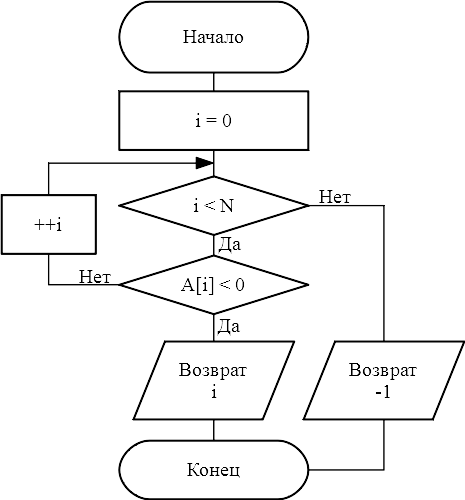 Начало
i = 0
i < N
Нет
++i
Да
A[i] < 0
Нет
Да
Возврат
i
Возврат
-1
Конец